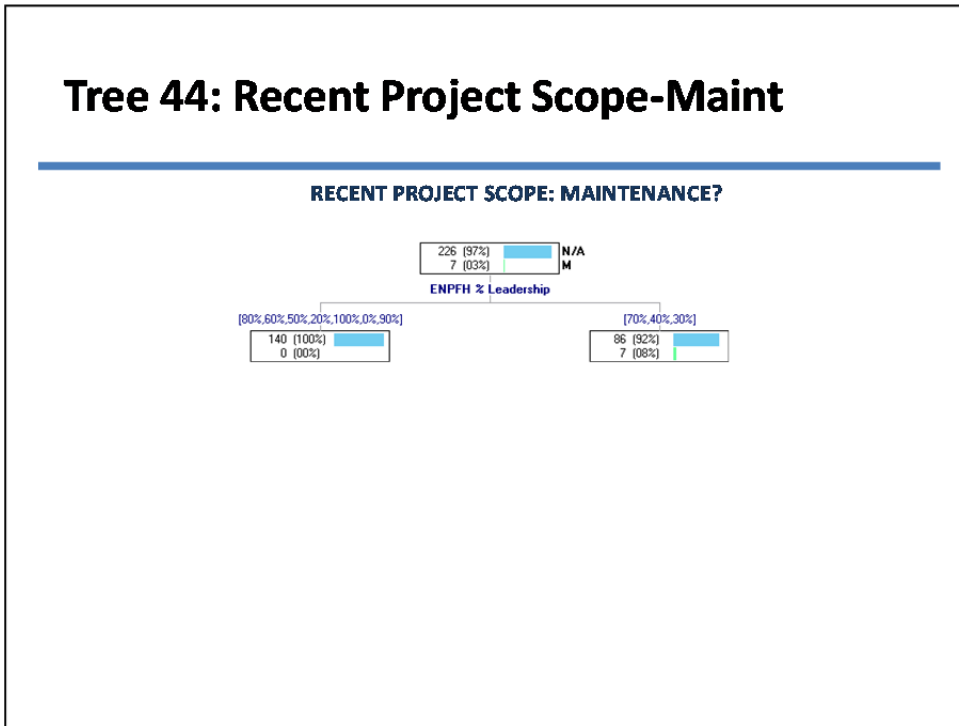 Tree 44: Recent Project Scope-Maint
RECENT PROJECT SCOPE: MAINTENANCE?
226 (97%) N/A
7 (03%) M
ENPFH % Leadership
[80%,60%,50%,20%,100%,0%,90%] [70%,40%,30%]
140 (100%) 86 (92%)
0 (00%) 7 (08%)